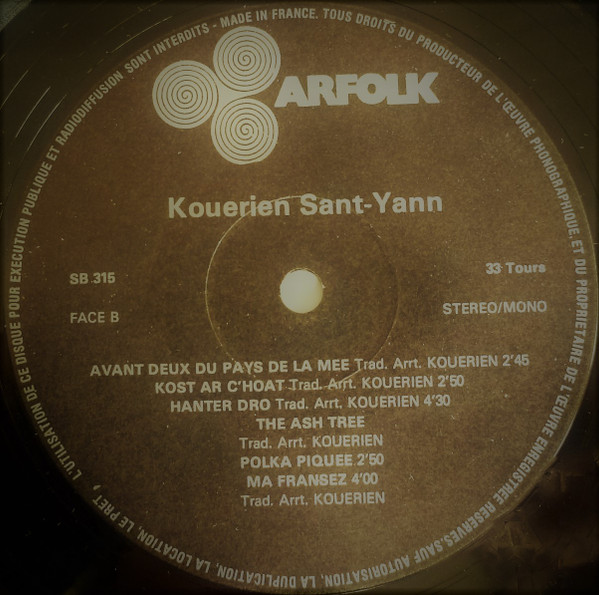 ARFOLK
Kouerien Sant-Yann
SB 315
33 Tours
FACE B
STEREO/MONO
AVANT DEUX DU PAYS DE LA MEE Trad. Arrt. KOUERIEN 2'45
KOST AR C'HOAT Trad. Arrt. KOUERIEN 2'50
HANTER DRO Trad. Arrt. KOUERIEN 4'30
THE ASH TREE
Trad. Arrt. KOUERIEN
POLKA PIQUEE 2'50
MA FRANSEZ 4'00
Trad. Arrt. KOUERIEN
MADE IN FRANCE. TOUS DROITS DU PRODUCTEUR DE L'ŒUVRE PHONOGRAPHIQUE ET DU PROPRIETAIRE DE L'ŒUVRE ENREGISTREE RESERVES. SAUF AUTORISATION, LA DUPLICATION, LA LOCATION, LE PRET, L'UTILISATION DE CE DISQUE POUR EXECUTION PUBLIQUE ET RADIODIFFUSION SONT INTERDITS -